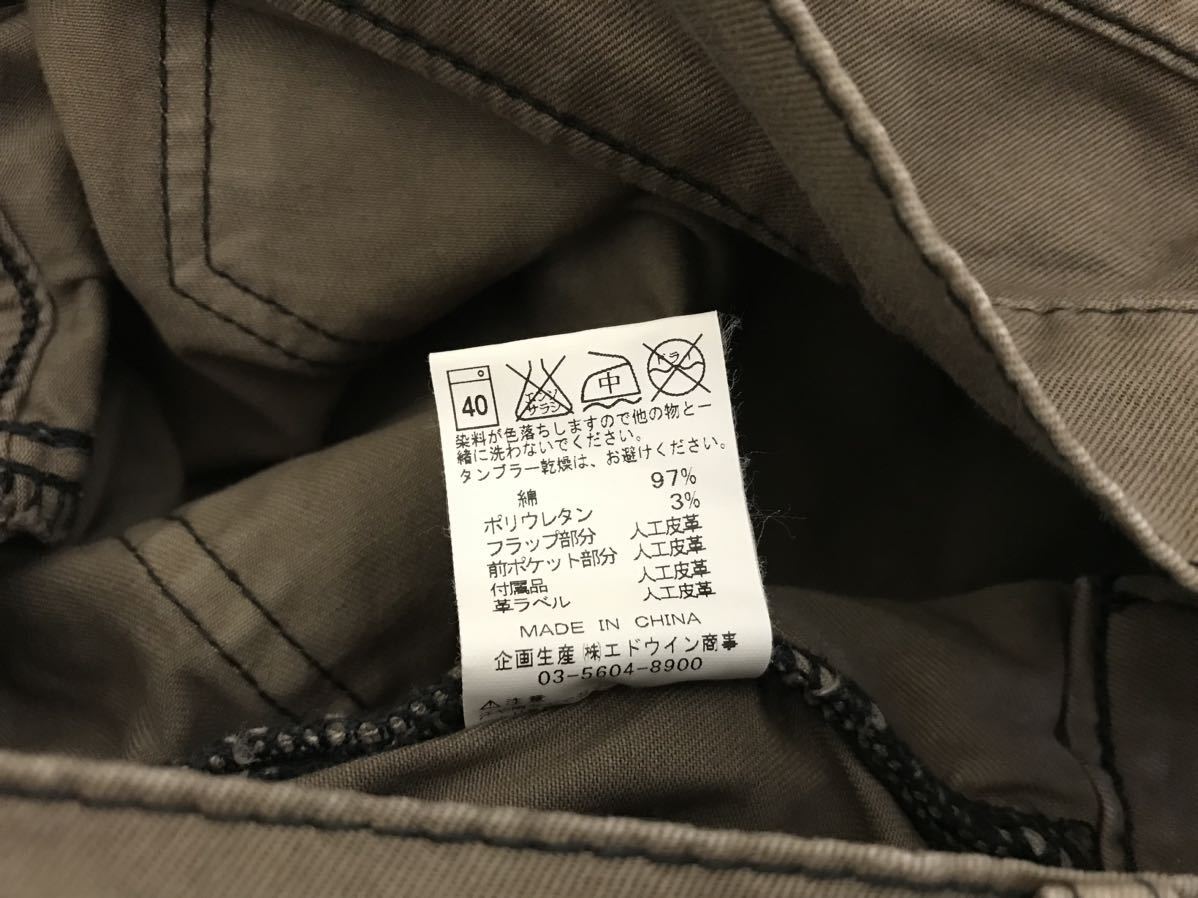 40 エンソ サラシ 中 ドライ
染料が色落ちしますので他の物と一
緒に洗わないでください。
タンブラー乾燥は、お避けください。
綿 97%
ポリウレタン 3%
フラップ部分 人工皮革
前ポケット部分 人工皮革
付属品 人工皮革
革ラベル 人工皮革
MADE IN CHINA
企画生産 ㈱エドウイン商事
03-5604-8900
⚠注意